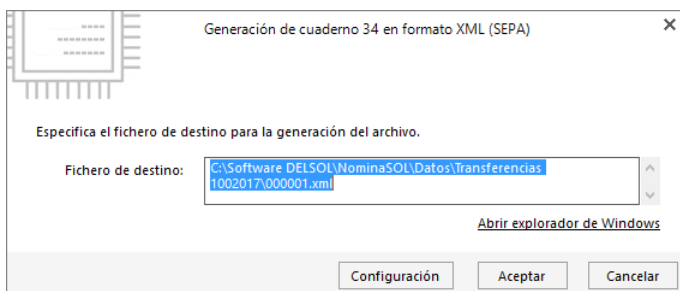 Generación de cuaderno 34 en formato XML (SEPA)
Especifica el fichero de destino para la generación del archivo.
Fichero de destino:
C:\Software DELSOL\NominaSOL\Datos\Transferencias
1002017\000001.xml
Abrir explorador de Windows
Configuración
Aceptar
Cancelar